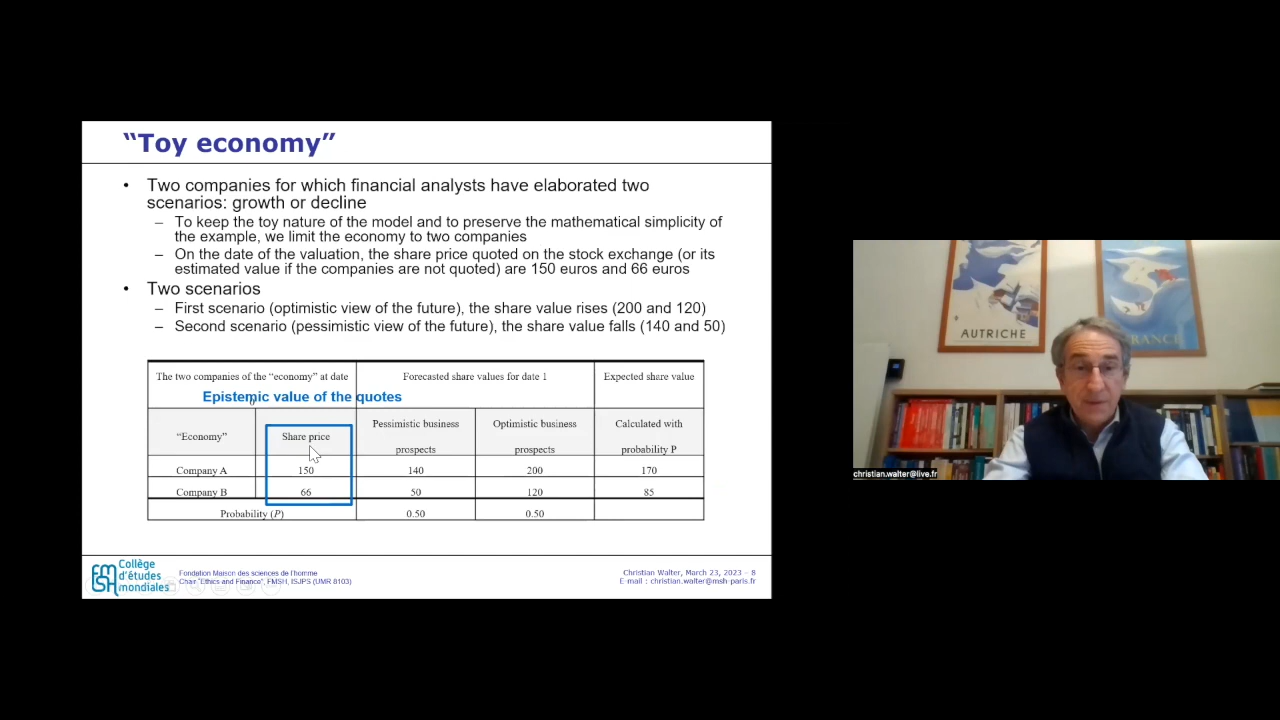 “Toy economy”
• Two companies for which financial analysts have elaborated two
scenarios: growth or decline
– To keep the toy nature of the model and to preserve the mathematical simplicity of
the example, we limit the economy to two companies
– On the date of the valuation, the share price quoted on the stock exchange (or its
estimated value if the companies are not quoted) are 150 euros and 66 euros
• Two scenarios
– First scenario (optimistic view of the future), the share value rises (200 and 120)
– Second scenario (pessimistic view of the future), the share value falls (140 and 50)
The two companies of the “economy” at date
Forecasted share values for date 1
Expected share value
Epistemic value of the quotes
“Economy”
Share price
Pessimistic business
prospects
Optimistic business
prospects
Calculated with
probability P
Company A 150 140 200 170
Company B 66 50 120 85
Probability (P) 0.50 0.50
Collège
d'études
mondiales
FMSH
Fondation Maison des sciences de l'homme
Chair "Ethics and Finance", FMSH, ISJPS (UMR 8103)
Christian Walter, March 23, 2023 – 8
E-mail : christian.walter@msh-paris.fr
AUTRICHE
christian.walter@live.fr